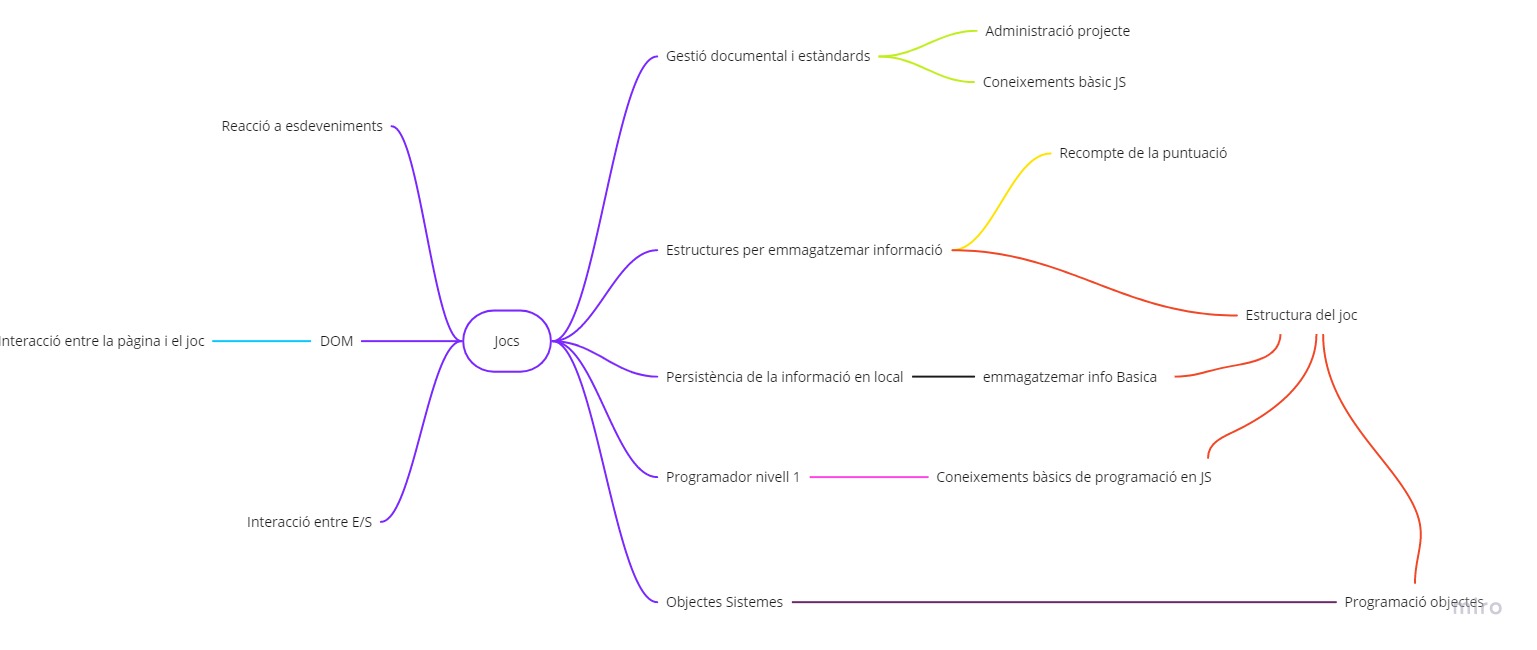 Administració projecte
Gestió documental i estàndards
Coneixements bàsic JS
Reacció a esdeveniments
Recompte de la puntuació
Estructures per emmagatzemar informació
Estructura del joc
nteracció entre la pàgina i el joc
DOM
Jocs
Persistència de la informació en local
emmagatzemar info Basica
Programador nivell 1
Coneixements bàsics de programació en JS
Interacció entre E/S
Objectes Sistemes
Programació objectes
miro